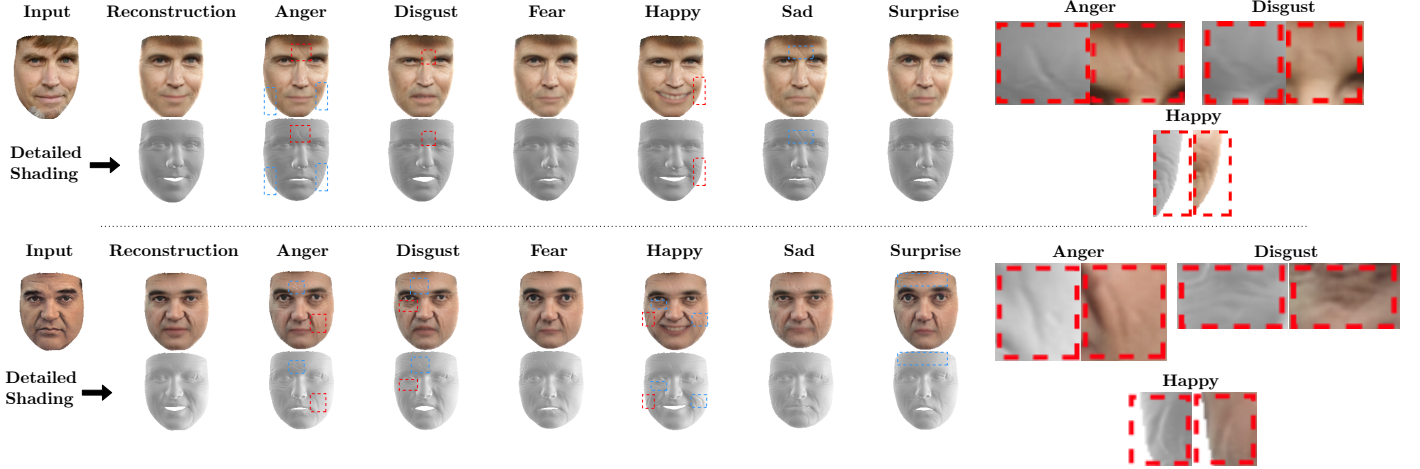 Input Reconstruction Anger Disgust Fear Happy Sad Surprise
Anger Disgust
Happy
Detailed
Shading
Input Reconstruction Anger Disgust Fear Happy Sad Surprise
Anger Disgust
Detailed
Shading
Happy